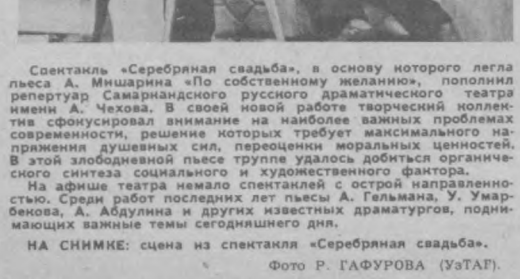 Спектакль «Серебряная свадьба», в основу которого легла
пьеса А. Мишарина «По собственному желанию», пополнил
репертуар Самаркандского русского драматического театра
имени А. Чехова. В своей новой работе творческий коллек-
тив сфокусировал внимание на наиболее важных проблемах
современности, решение которых требует максимального на-
пряжения душевных сил, переоценки моральных ценностей.
В этой злободневной пьесе труппе удалось добиться органиче-
ского синтеза социального и художественного фактора.
На афише театра немало спектаклей с острой направленно-
стью. Среди работ последних лет пьесы А. Гельмана, У. Умар-
бекова, А. Абдулина и других известных драматургов, подни-
мающих важные темы сегодняшнего дня.
НА СНИМКЕ: сцена из спектакля «Серебряная свадьба».
Фото Р. ГАФУРОВА (УзТАГ).